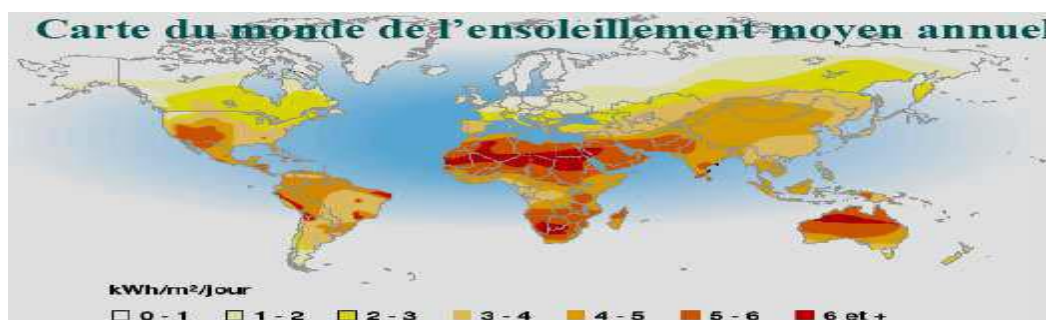 Carte du monde de l'ensoleillement moyen annuel
kWh/m²/jour
0 - 1 1 - 2 2 - 3 3 - 4 4 - 5 5 - 6 6 et +